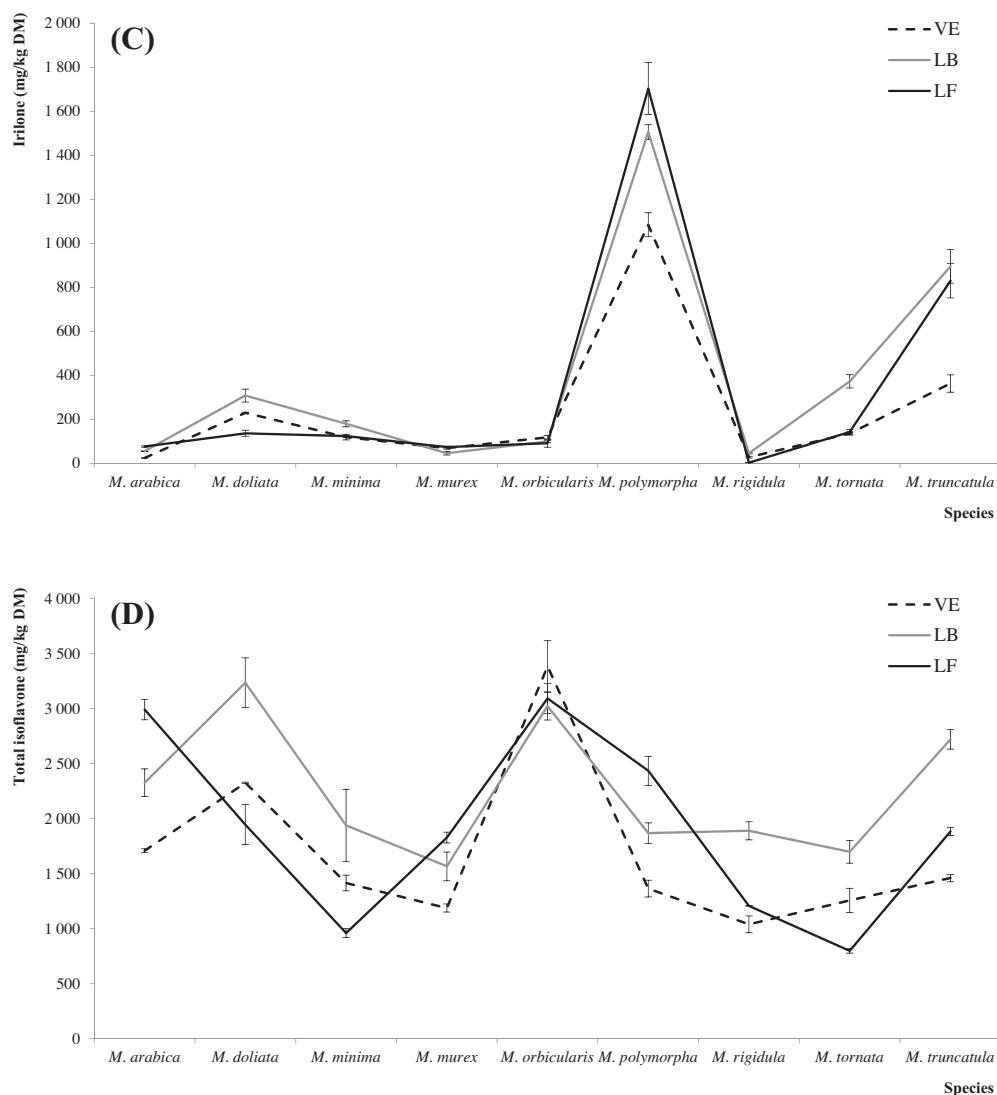 Irilone (mg/kg DM)
(C)
2 000
1 800
1 600
1 400
1 200
1 000
800
600
400
200
0
VE
LB
LF
M. arabica M. doliata M. minima M. murex M. orbicularis M. polymorpha M. rigidula M. tornata M. truncatula
Species
Total isoflavone (mg/kg DM)
(D)
4 000
3 500
3 000
2 500
2 000
1 500
1 000
500
0
VE
LB
LF
M. arabica M. doliata M. minima M. murex M. orbicularis M. polymorpha M. rigidula M. tornata M. truncatula
Species